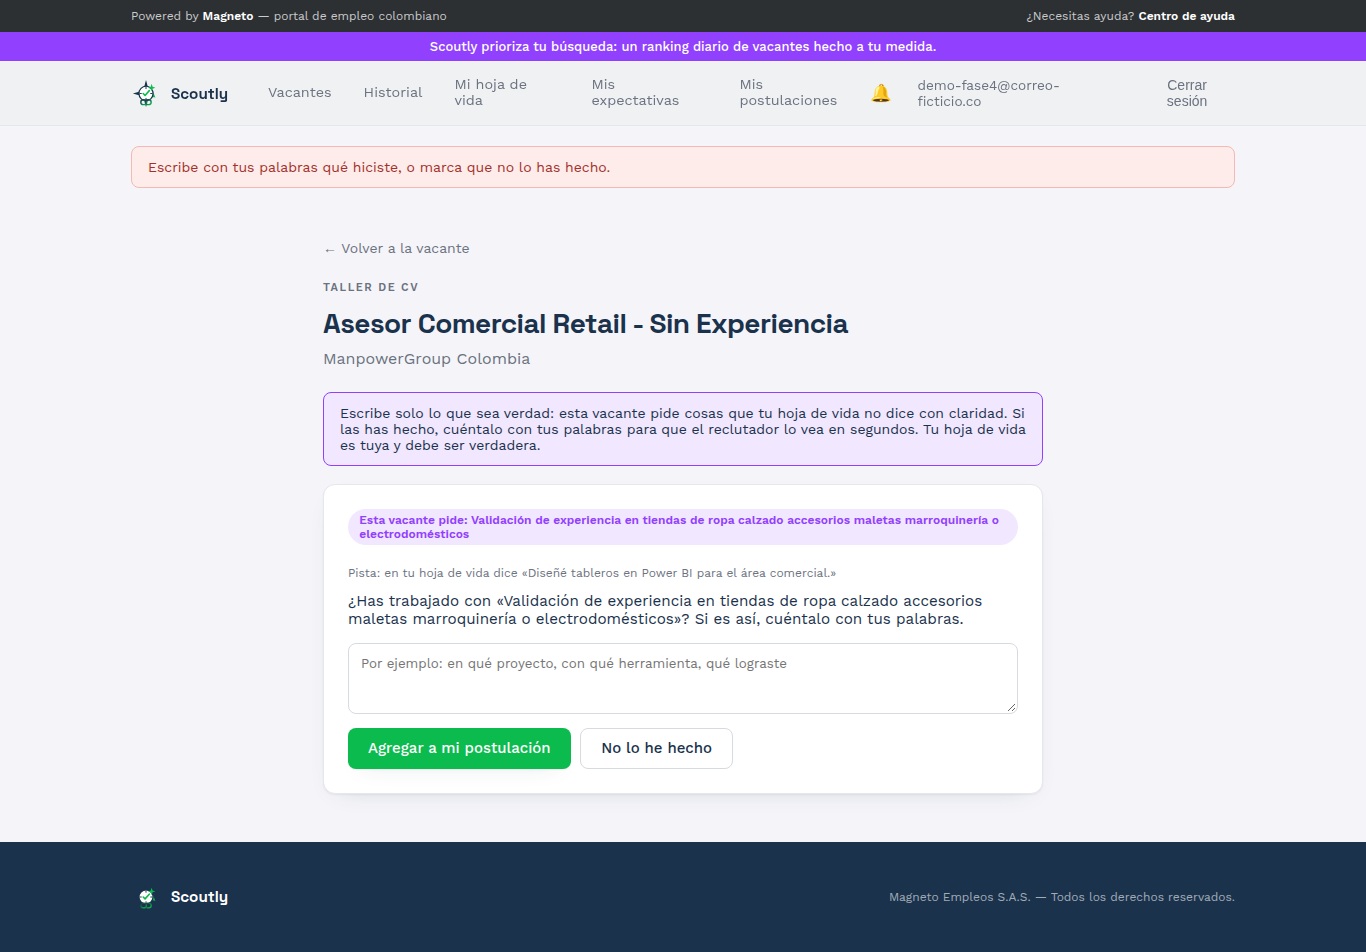 Powered by Magneto — portal de empleo colombiano
¿Necesitas ayuda? Centro de ayuda
Scoutly prioriza tu búsqueda: un ranking diario de vacantes hecho a tu medida.
Scoutly
Vacantes
Historial
Mi hoja de
vida
Mis
expectativas
Mis
postulaciones
demo-fase4@correo-
ficticio.co
Cerrar
sesión
Escribe con tus palabras qué hiciste, o marca que no lo has hecho.
← Volver a la vacante
TALLER DE CV
Asesor Comercial Retail - Sin Experiencia
ManpowerGroup Colombia
Escribe solo lo que sea verdad: esta vacante pide cosas que tu hoja de vida no dice con claridad. Si
las has hecho, cuéntalo con tus palabras para que el reclutador lo vea en segundos. Tu hoja de vida
es tuya y debe ser verdadera.
Esta vacante pide: Validación de experiencia en tiendas de ropa calzado accesorios maletas marroquinería o
electrodomésticos
Pista: en tu hoja de vida dice «Diseñé tableros en Power BI para el área comercial.»
¿Has trabajado con «Validación de experiencia en tiendas de ropa calzado accesorios
maletas marroquinería o electrodomésticos»? Si es así, cuéntalo con tus palabras.
Por ejemplo: en qué proyecto, con qué herramienta, qué lograste
Agregar a mi postulación
No lo he hecho
Scoutly
Magneto Empleos S.A.S. — Todos los derechos reservados.